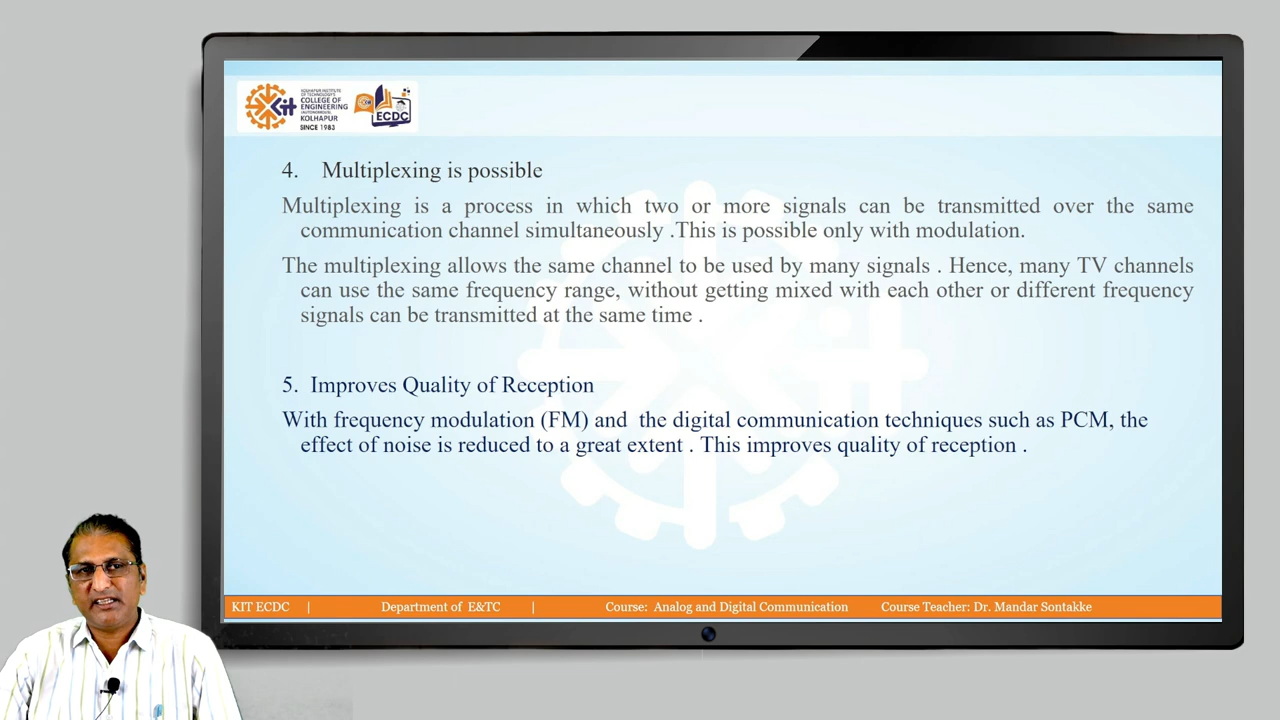 KOLHAPUR INSTITUTE
OF TECHNOLOGY'S
COLLEGE OF
ENGINEERING
(AUTONOMOUS)
KOLHAPUR
SINCE 1983
Kit
ECDC
4. Multiplexing is possible
Multiplexing is a process in which two or more signals can be transmitted over the same
communication channel simultaneously .This is possible only with modulation.
The multiplexing allows the same channel to be used by many signals . Hence, many TV channels
can use the same frequency range, without getting mixed with each other or different frequency
signals can be transmitted at the same time .
5. Improves Quality of Reception
With frequency modulation (FM) and the digital communication techniques such as PCM, the
effect of noise is reduced to a great extent . This improves quality of reception .
KIT ECDC | Department of E&TC | Course: Analog and Digital Communication Course Teacher: Dr. Mandar Sontakke